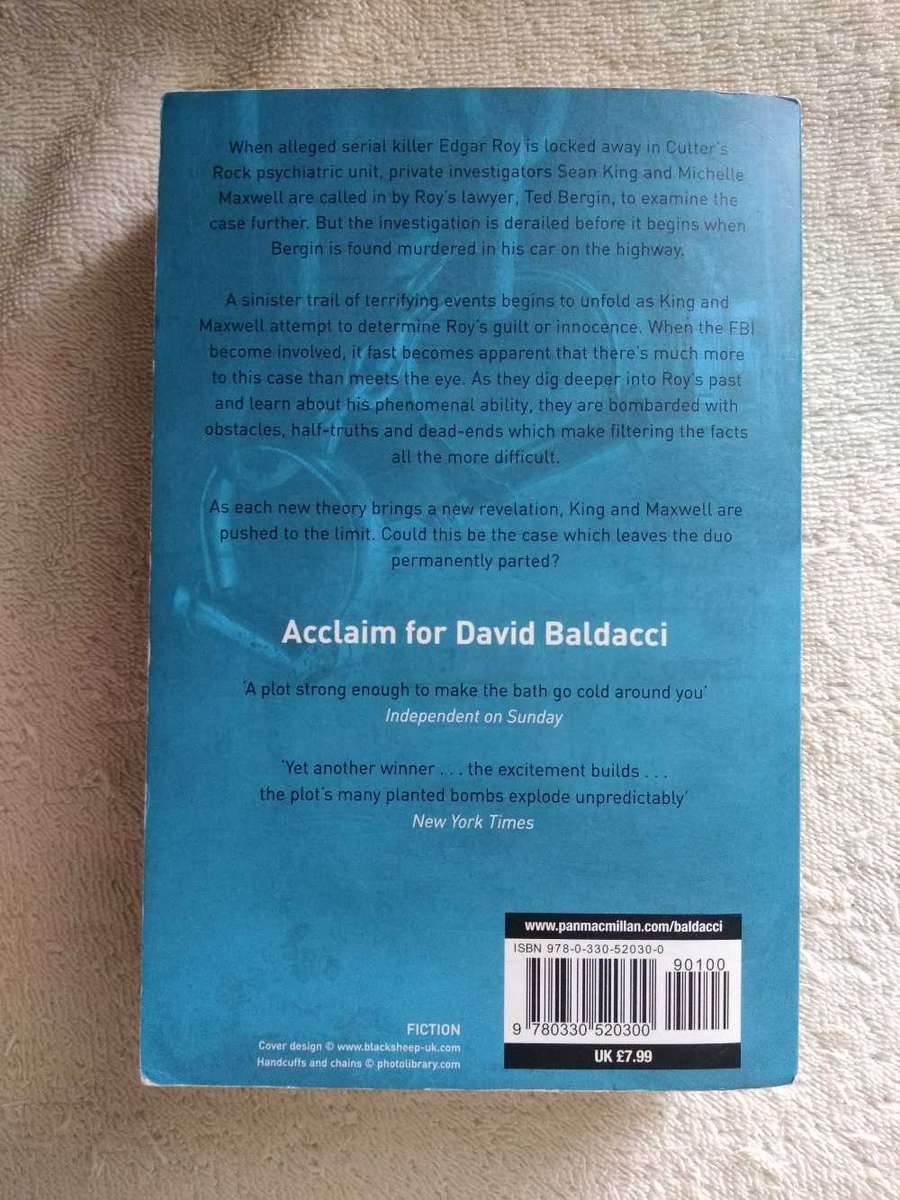 When alleged serial killer Edgar Roy is locked away in Cutter's
Rock psychiatric unit, private investigators Sean King and Michelle
Maxwell are called in by Roy's lawyer, Ted Bergin, to examine the
case further. But the investigation is derailed before it begins when
Bergin is found murdered in his car on the highway.
A sinister trail of terrifying events begins to unfold as King and
Maxwell attempt to determine Roy's guilt or innocence. When the FBI
become involved, it fast becomes apparent that there's much more
to this case than meets the eye. As they dig deeper into Roy's past
and learn about his phenomenal ability, they are bombarded with
obstacles, half-truths and dead-ends which make filtering the facts
all the more difficult.
As each new theory brings a new revelation, King and Maxwell are
pushed to the limit. Could this be the case which leaves the duo
permanently parted?
Acclaim for David Baldacci
'A plot strong enough to make the bath go cold around you'
Independent on Sunday
'Yet another winner . . . the excitement builds . . .
the plot's many planted bombs explode unpredictably'
New York Times
www.panmacmillan.com/baldacci
ISBN 978-0-330-52030-0
90100
9 780330 520300
UK £7.99
FICTION
Cover design © www.blacksheep-uk.com
Handcuffs and chains © photolibrary.com